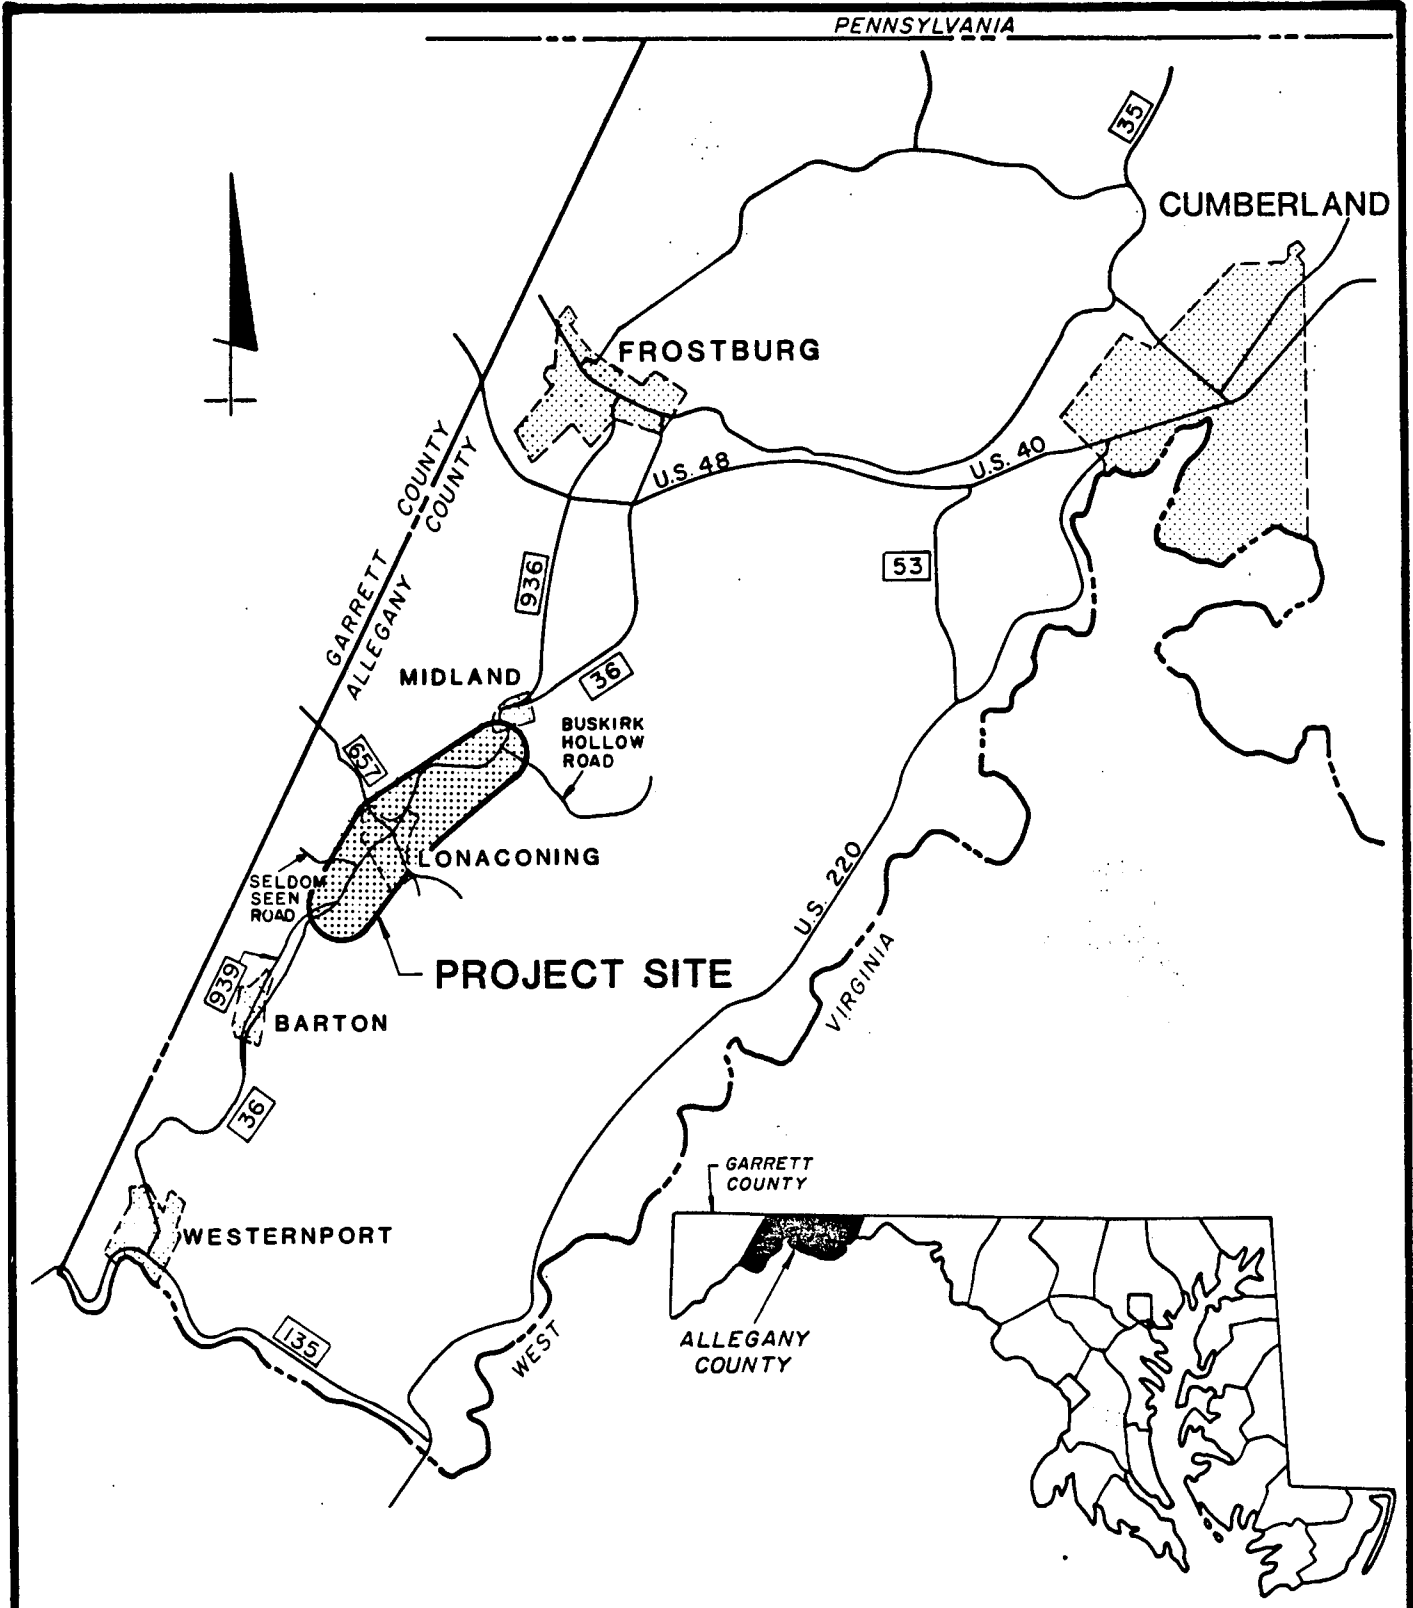 PENNSYLVANIA
35
CUMBERLAND
FROSTBURG
U.S. 48
U.S. 40
GARRETT COUNTY
ALLEGANY COUNTY
936
53
MIDLAND
36
BUSKIRK
HOLLOW
ROAD
657
LONACONING
SELDOM
SEEN
ROAD
U.S. 220
939
PROJECT SITE
BARTON
WEST VIRGINIA
36
GARRETT
COUNTY
WESTERNPORT
135
ALLEGANY
COUNTY